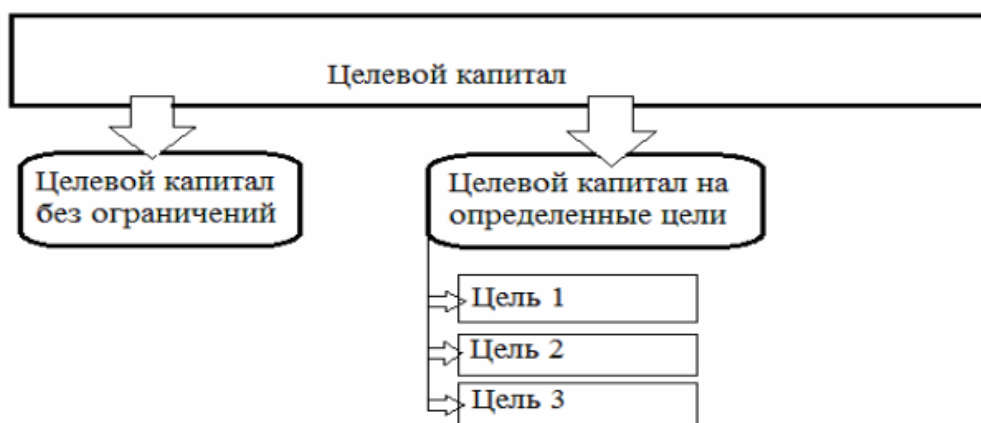 Целевой капитал
Целевой капитал
без ограничений
Целевой капитал на
определенные цели
Цель 1
Цель 2
Цель 3